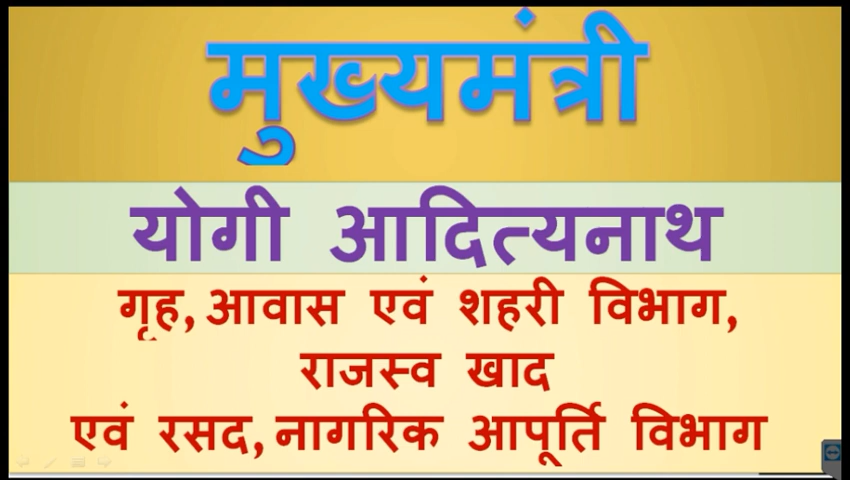 मुख्यमंत्री
योगी आदित्यनाथ
गृह, आवास एवं शहरी विभाग,
राजस्व खाद
एवं रसद, नागरिक आपूर्ति विभाग